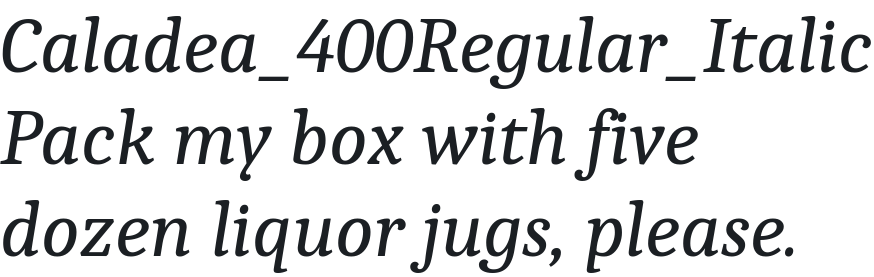 Caladea_400Regular_Italic
Pack my box with five
dozen liquor jugs, please.